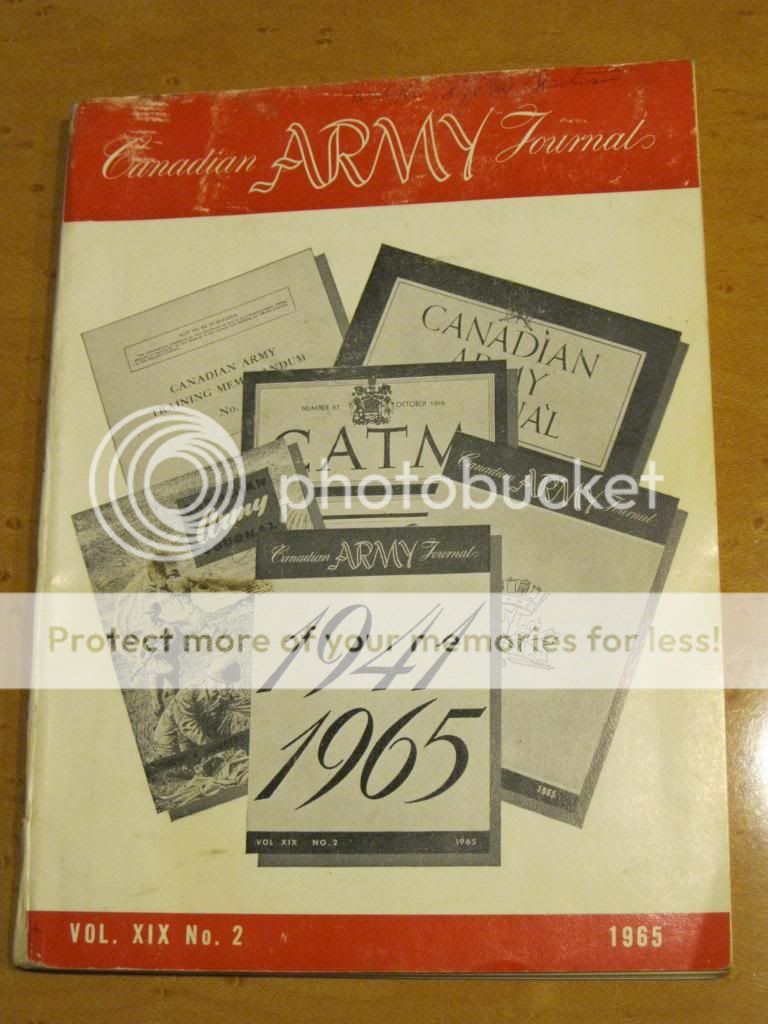 Canadian ARMY Journal
NOT TO BE PUBLISHED
CANADIAN ARMY
TRAINING MEMORANDUM
No.
CANADIAN
ARMY
NUMBER 67 OCTOBER 1946
CATM
Canadian ARMY Journal
Army
JOURNAL
photobucket
Canadian ARMY Journal
Protect more of your memories for less!
1941
1965
1965
VOL XIX NO. 2 1965
VOL. XIX No. 2 1965